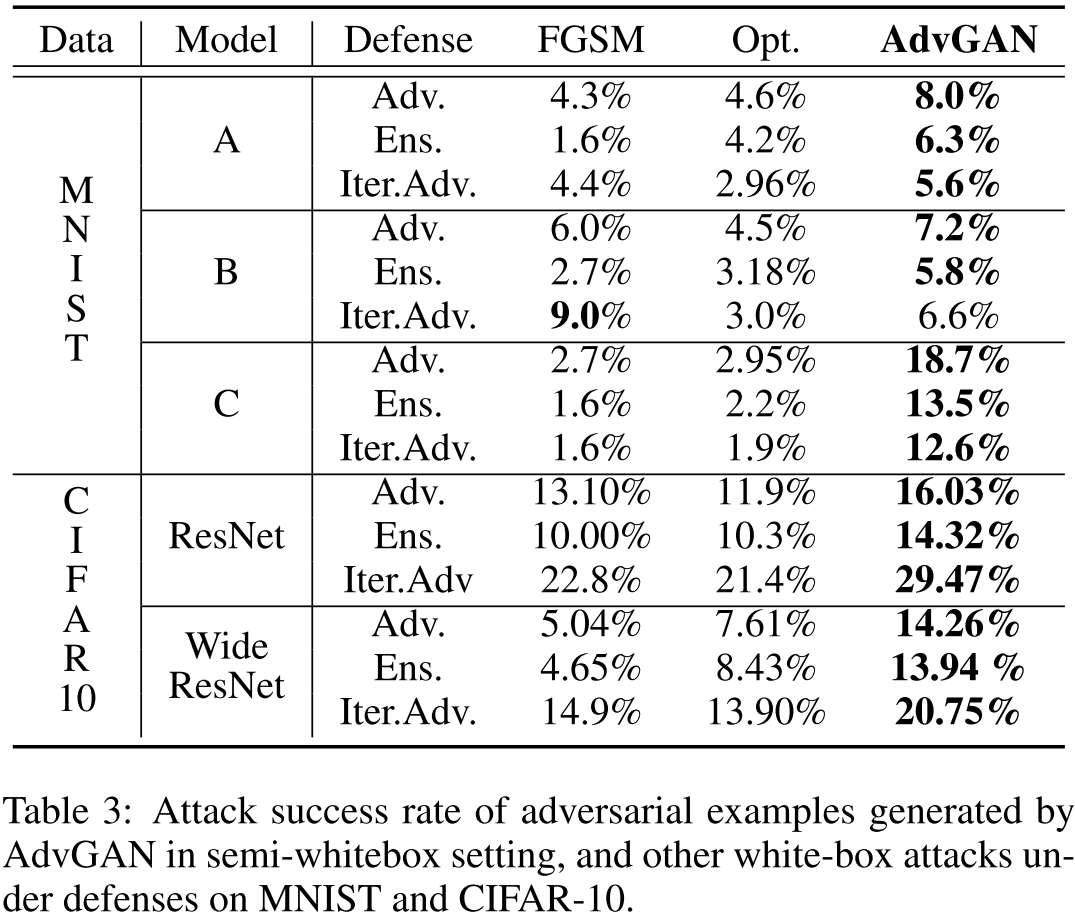 Data Model Defense FGSM Opt. AdvGAN
MNIST A Adv. 4.3% 4.6% 8.0%
Ens. 1.6% 4.2% 6.3%
Iter.Adv. 4.4% 2.96% 5.6%
B Adv. 6.0% 4.5% 7.2%
Ens. 2.7% 3.18% 5.8%
Iter.Adv. 9.0% 3.0% 6.6%
C Adv. 2.7% 2.95% 18.7%
Ens. 1.6% 2.2% 13.5%
Iter.Adv. 1.6% 1.9% 12.6%
CIFAR10 ResNet Adv. 13.10% 11.9% 16.03%
Ens. 10.00% 10.3% 14.32%
Iter.Adv 22.8% 21.4% 29.47%
Wide ResNet Adv. 5.04% 7.61% 14.26%
Ens. 4.65% 8.43% 13.94 %
Iter.Adv. 14.9% 13.90% 20.75%
Table 3: Attack success rate of adversarial examples generated by
AdvGAN in semi-whitebox setting, and other white-box attacks un-
der defenses on MNIST and CIFAR-10.